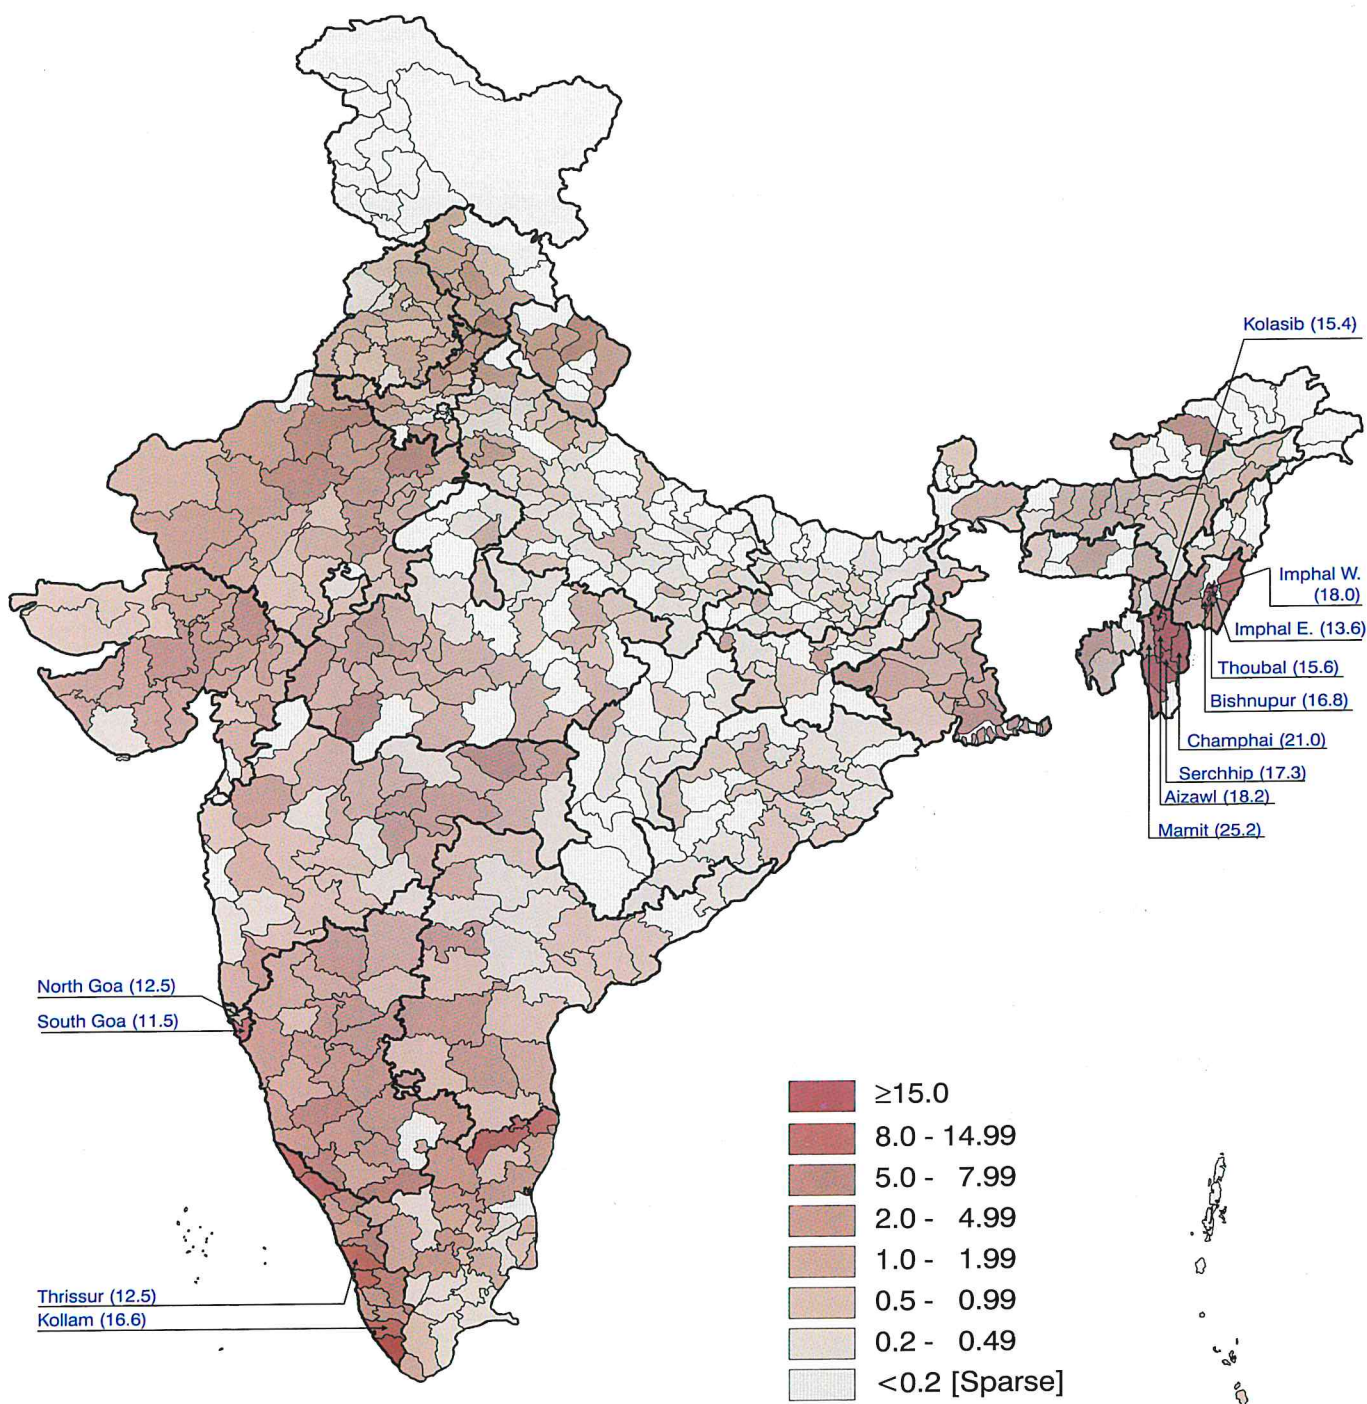 Kolasib (15.4)
Imphal W.
(18.0)
Imphal E. (13.6)
Thoubal (15.6)
Bishnupur (16.8)
Champhai (21.0)
Serchhip (17.3)
Aizawl (18.2)
Mamit (25.2)
North Goa (12.5)
South Goa (11.5)
≥15.0
8.0 - 14.99
5.0 - 7.99
2.0 - 4.99
1.0 - 1.99
0.5 - 0.99
0.2 - 0.49
<0.2 [Sparse]
Thrissur (12.5)
Kollam (16.6)